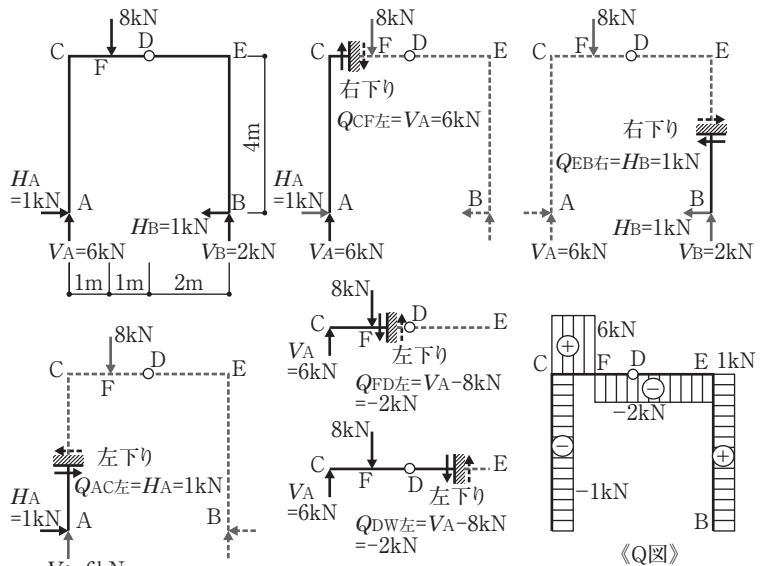 8kN
C
D
E
F
4m
HA
=1kN
A
B
HB=1kN
VA=6kN
VB=2kN
1m
1m
2m
8kN
C
F
D
E
右下り
QCF左=VA=6kN
HA
=1kN
A
B
VA=6kN
8kN
C
F
D
E
右下り
QEB右=HB=1kN
A
B
HB=1kN
VA=6kN
VB=2kN
8kN
C
D
E
F
左下り
QAC左=HA=1kN
HA
=1kN
A
B
VA=6kN
8kN
C
D
E
F
VA
=6kN
左下り
QFD左=VA−8kN
=−2kN
8kN
C
E
F
D
VA
=6kN
左下り
QDW左=VA−8kN
=−2kN
6kN
+
C
F
D
E
1kN
−
−2kN
−
+
−1kN
B
《Q図》